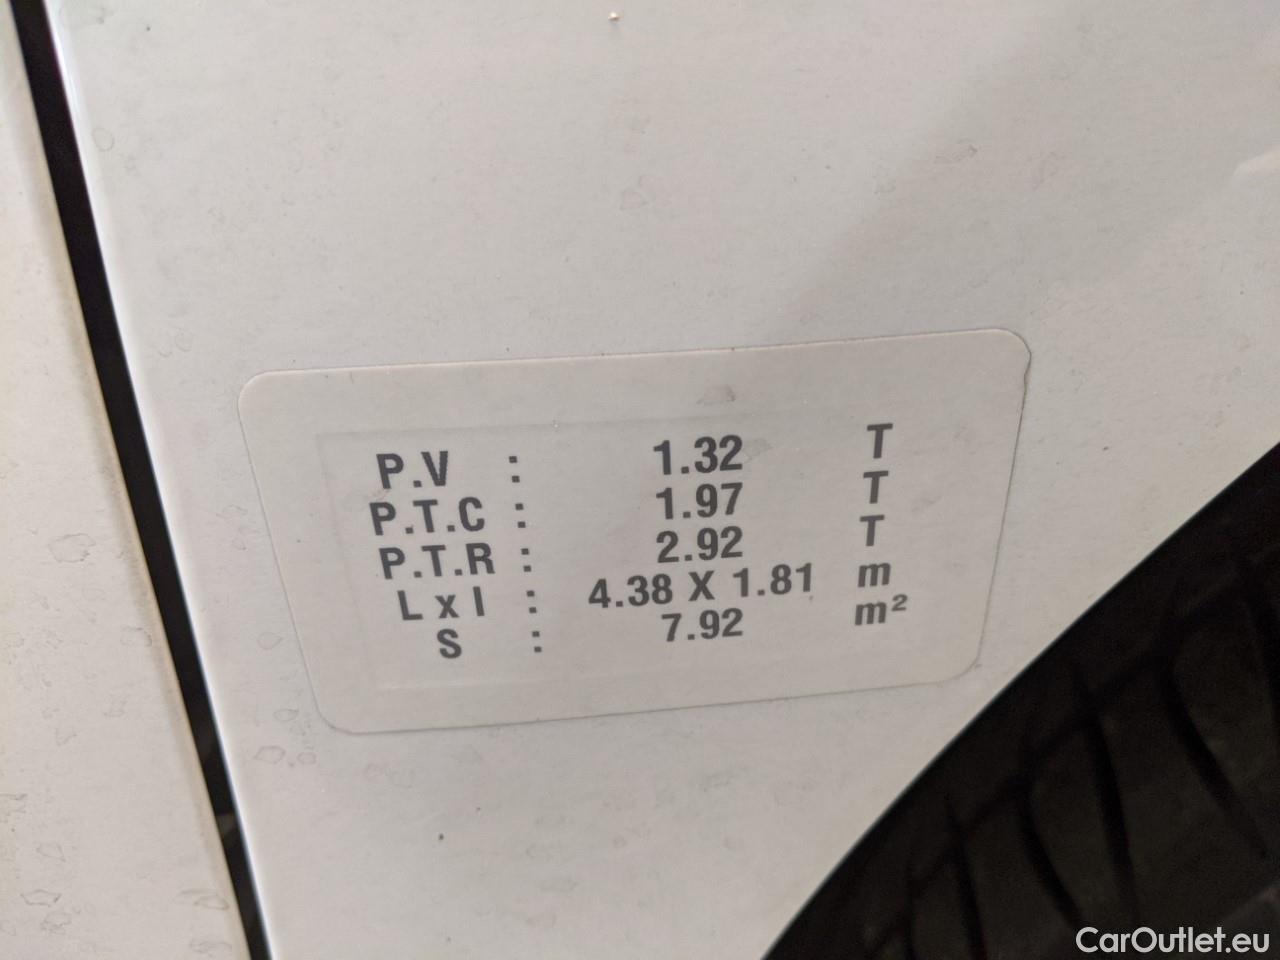 P.V : 1.32 T
P.T.C : 1.97 T
P.T.R : 2.92 T
L x l : 4.38 X 1.81 m
S : 7.92 m²
CarOutlet.eu